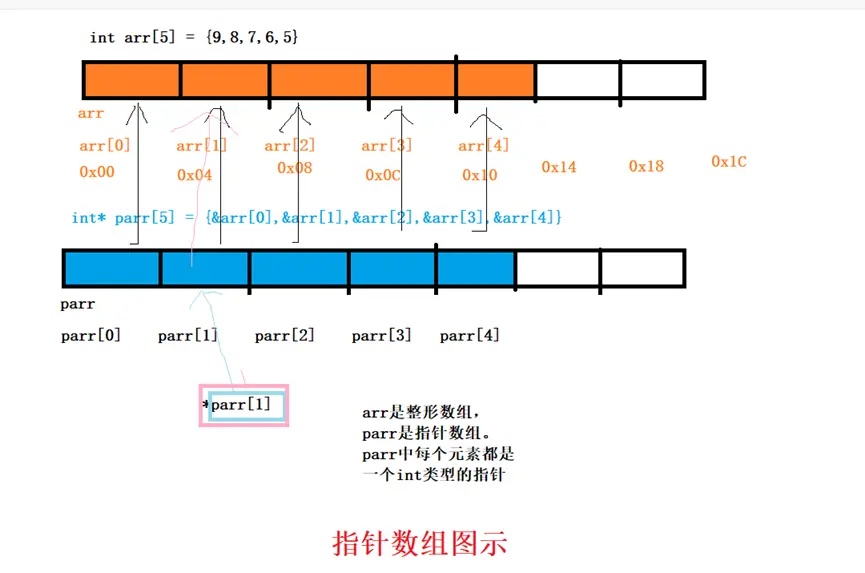 int arr[5] = {9,8,7,6,5}
arr
arr[0] arr[1] arr[2] arr[3] arr[4]
0x00 0x04 0x08 0x0C 0x10 0x14 0x18 0x1C
int* parr[5] = {&arr[0],&arr[1],&arr[2],&arr[3],&arr[4]}
parr
parr[0] parr[1] parr[2] parr[3] parr[4]
*parr[1]
arr是整形数组，
parr是指针数组。
parr中每个元素都是
一个int类型的指针
指针数组图示